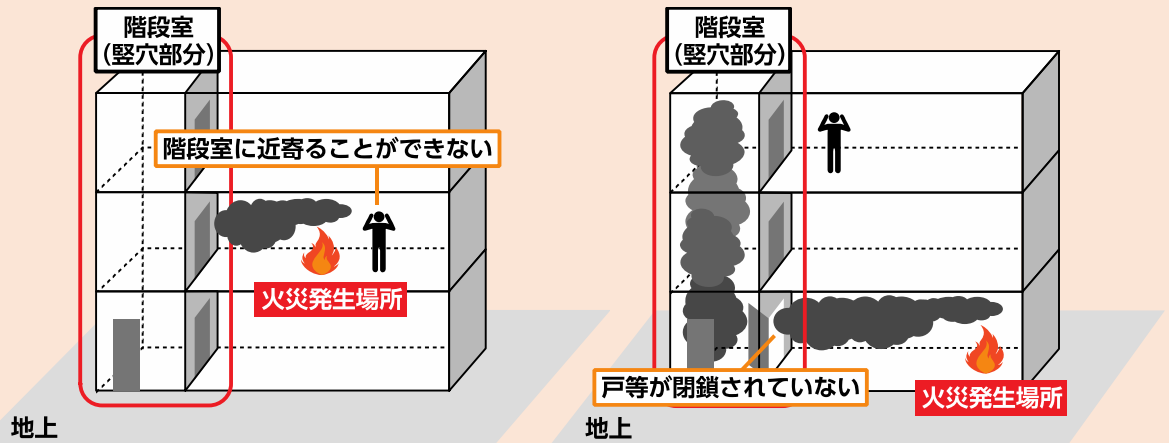 階段室
（竪穴部分）
階段室に近寄ることができない
火災発生場所
地上
階段室
（竪穴部分）
戸等が閉鎖されていない
火災発生場所
地上